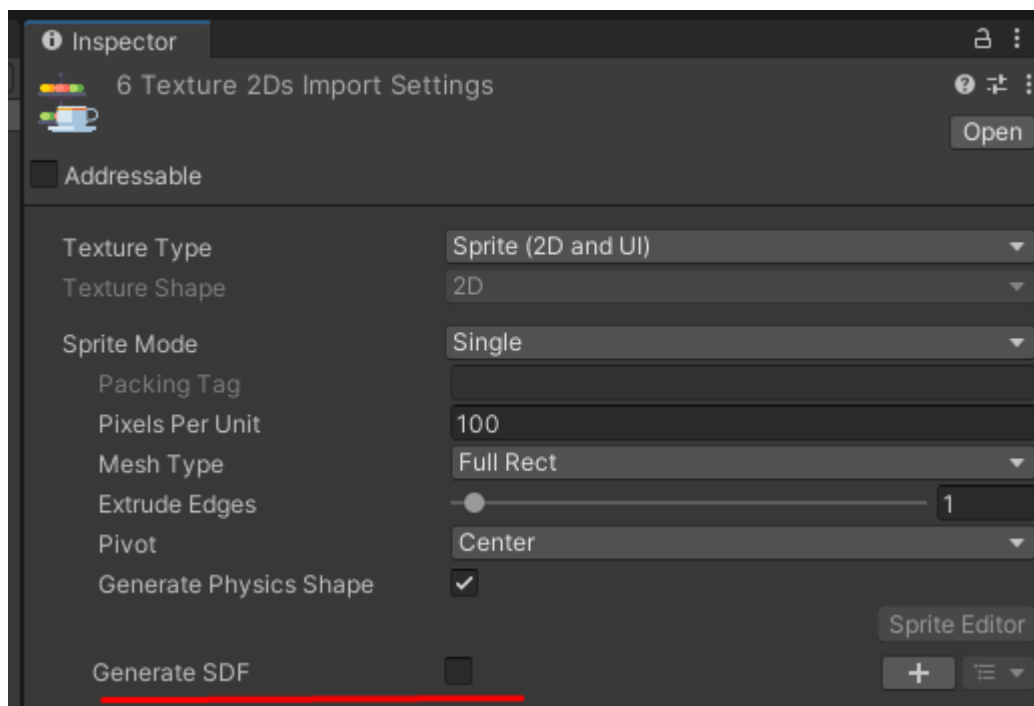 Inspector
6 Texture 2Ds Import Settings
Open
Addressable
Texture Type Sprite (2D and UI)
Texture Shape 2D
Sprite Mode Single
Packing Tag
Pixels Per Unit 100
Mesh Type Full Rect
Extrude Edges 1
Pivot Center
Generate Physics Shape
Sprite Editor
Generate SDF